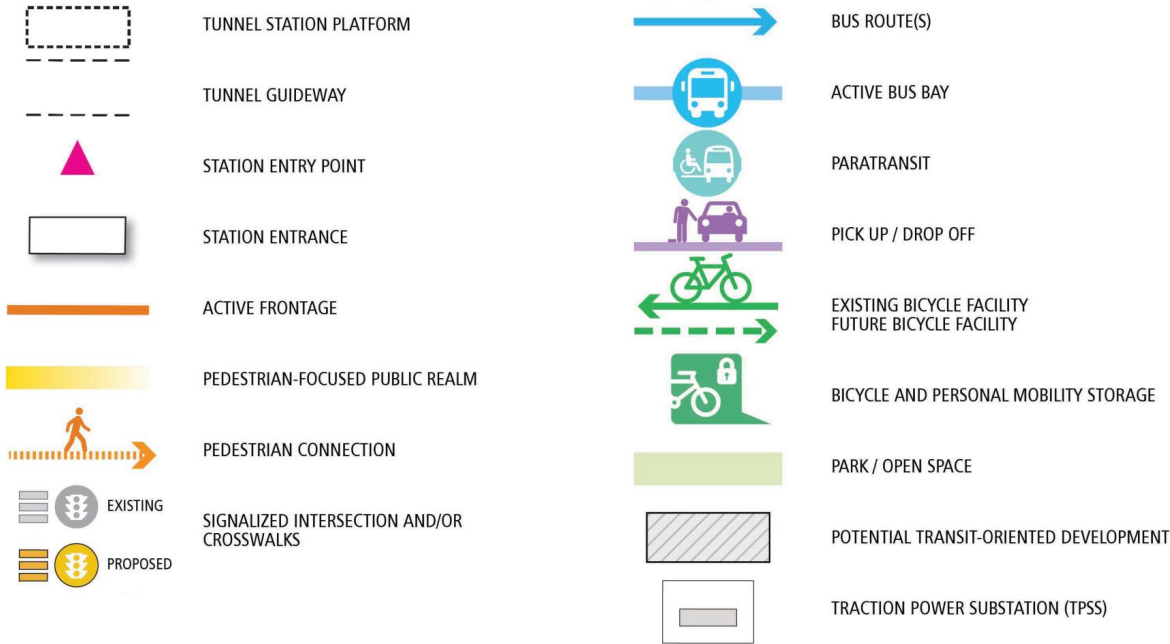 TUNNEL STATION PLATFORM
TUNNEL GUIDEWAY
STATION ENTRY POINT
STATION ENTRANCE
ACTIVE FRONTAGE
PEDESTRIAN-FOCUSED PUBLIC REALM
PEDESTRIAN CONNECTION
EXISTING
SIGNALIZED INTERSECTION AND/OR
CROSSWALKS
PROPOSED
BUS ROUTE(S)
ACTIVE BUS BAY
PARATRANSIT
PICK UP / DROP OFF
EXISTING BICYCLE FACILITY
FUTURE BICYCLE FACILITY
BICYCLE AND PERSONAL MOBILITY STORAGE
PARK / OPEN SPACE
POTENTIAL TRANSIT-ORIENTED DEVELOPMENT
TRACTION POWER SUBSTATION (TPSS)